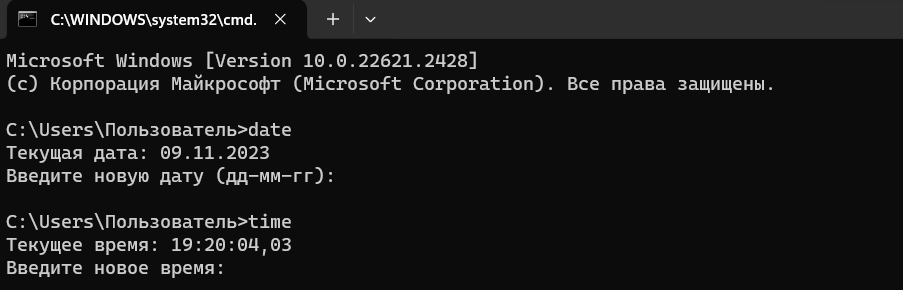 C:\WINDOWS\system32\cmd.
Microsoft Windows [Version 10.0.22621.2428]
(c) Корпорация Майкрософт (Microsoft Corporation). Все права защищены.
C:\Users\Пользователь>date
Текущая дата: 09.11.2023
Введите новую дату (дд-мм-гг):
C:\Users\Пользователь>time
Текущее время: 19:20:04,03
Введите новое время: